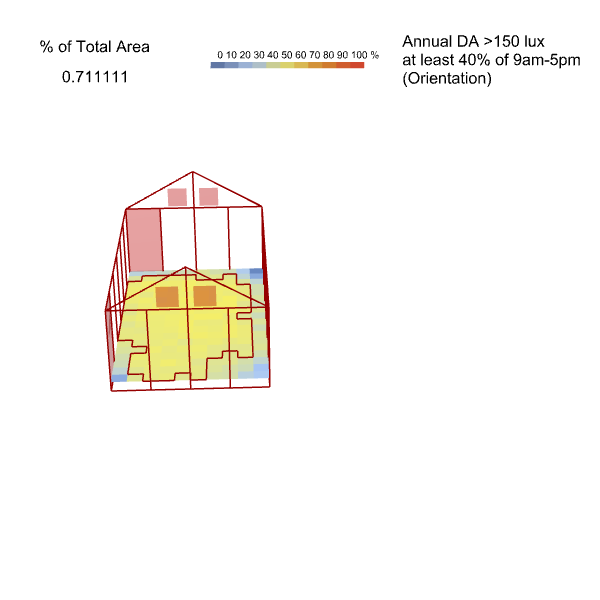 % of Total Area
0.711111
0 10 20 30 40 50 60 70 80 90 100 %
Annual DA >150 lux
at least 40% of 9am-5pm
(Orientation)